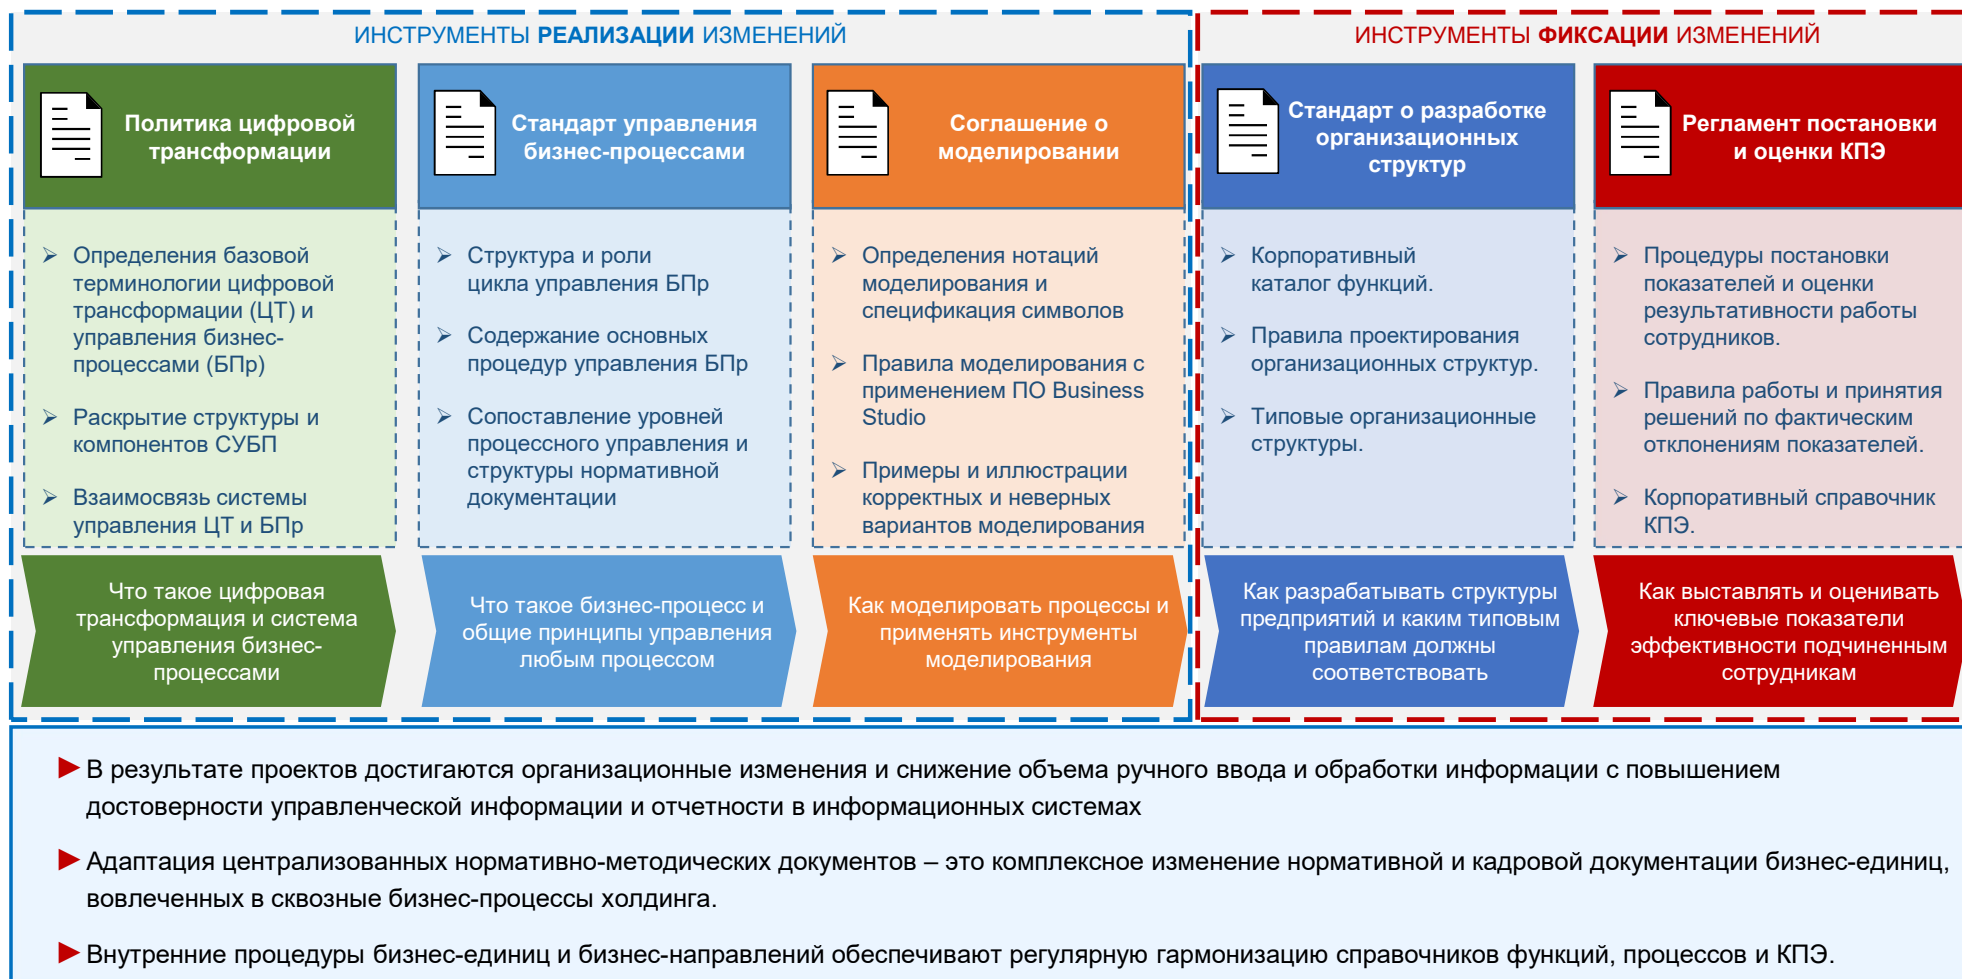 ИНСТРУМЕНТЫ РЕАЛИЗАЦИИ ИЗМЕНЕНИЙ
Политика цифровой
трансформации
Определения базовой
терминологии цифровой
трансформации (ЦТ) и
управления бизнес-
процессами (БПр)
Раскрытие структуры и
компонентов СУБП
Взаимосвязь системы
управления ЦТ и БПр
Что такое цифровая
трансформация и система
управления бизнес-
процессами
Стандарт управления
бизнес-процессами
Структура и роли
цикла управления БПр
Содержание основных
процедур управления БПр
Сопоставление уровней
процессного управления и
структуры нормативной
документации
Что такое бизнес-процесс и
общие принципы управления
любым процессом
Соглашение о
моделировании
Определения нотаций
моделирования и
спецификация символов
Правила моделирования с
применением ПО Business
Studio
Примеры и иллюстрации
корректных и неверных
вариантов моделирования
Как моделировать процессы и
применять инструменты
моделирования
ИНСТРУМЕНТЫ ФИКСАЦИИ ИЗМЕНЕНИЙ
Стандарт о разработке
организационных
структур
Корпоративный
каталог функций.
Правила проектирования
организационных структур.
Типовые организационные
структуры.
Как разрабатывать структуры
предприятий и каким типовым
правилам должны
соответствовать
Регламент постановки
и оценки КПЭ
Процедуры постановки
показателей и оценки
результативности работы
сотрудников.
Правила работы и принятия
решений по фактическим
отклонениям показателей.
Корпоративный справочник
КПЭ.
Как выставлять и оценивать
ключевые показатели
эффективности подчиненным
сотрудникам
В результате проектов достигаются организационные изменения и снижение объема ручного ввода и обработки информации с повышением
достоверности управленческой информации и отчетности в информационных системах
Адаптация централизованных нормативно-методических документов – это комплексное изменение нормативной и кадровой документации бизнес-единиц,
вовлеченных в сквозные бизнес-процессы холдинга.
Внутренние процедуры бизнес-единиц и бизнес-направлений обеспечивают регулярную гармонизацию справочников функций, процессов и КПЭ.